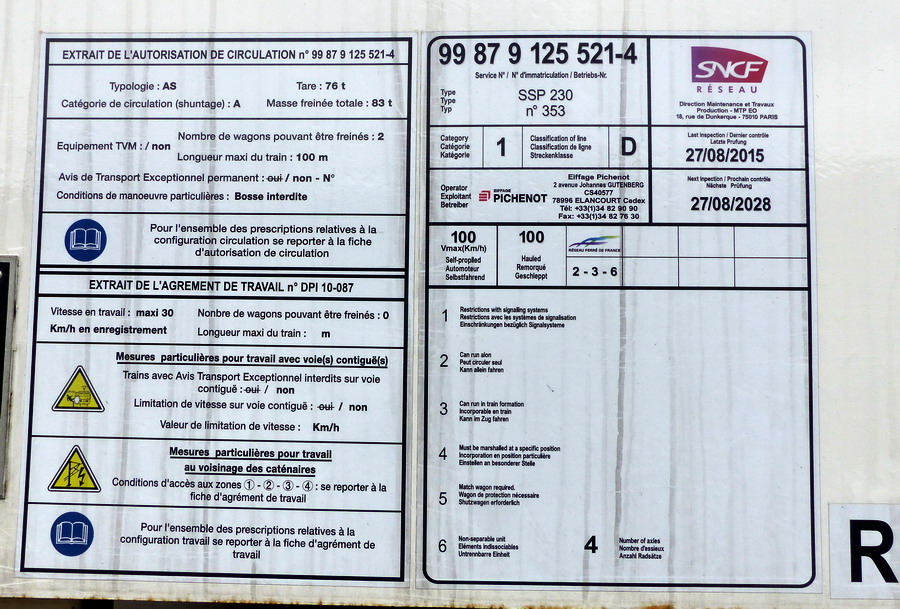 EXTRAIT DE L'AUTORISATION DE CIRCULATION n° 99 87 9 125 521-4
Typologie : AS
Tare : 76 t
Catégorie de circulation (shuntage) : A
Masse freinée totale : 83 t
Equipement TVM : / non
Nombre de wagons pouvant être freinés : 2
Longueur maxi du train : 100 m
Avis de Transport Exceptionnel permanent : oui / non - N°
Conditions de manoeuvre particulières : Bosse interdite
Pour l'ensemble des prescriptions relatives à la
configuration circulation se reporter à la fiche
d'autorisation de circulation
EXTRAIT DE L'AGREMENT DE TRAVAIL n° DPI 10-087
Vitesse en travail : maxi 30
Km/h en enregistrement
Nonbre de wagons pouvant être freinés : 0
Longueur maxi du train : m
Mesures particulières pour travail avec voie(s) contiguë(s)
Trains avec Avis Transport Exceptionnel interdits sur voie
contiguë : oui / non
Limitation de vitesse sur voie contiguë : oui / non
Valeur de limitation de vitesse : Km/h
Mesures particulières pour travail
au voisinage des caténaires
Conditions d'accès aux zones ① - ② - ③ - ④ : se reporter à la
fiche d'agrément de travail
Pour l'ensemble des prescriptions relatives à la
configuration travail se reporter à la fiche d'agrément de
travail
99 87 9 125 521-4
Service N° / N° d'immatriculation / Betriebs-Nr.
Type
Type
Typ
SSP 230
n° 353
SNCF
RÉSEAU
Direction Maintenance et Travaux
Production - MTP EO
18, rue de Dunkerque - 75010 PARIS
Category
Catégorie
Kategórie
1
Classification of line
Classification de ligne
Streckenklasse
D
Last inspection / Dernier contrôle
Letzte Prufung
27/08/2015
Operator
Exploitant
Betreiber
EIFFAGE
PICHENOT
Eiffage Pichenot
2 avenue Johannes GUTENBERG
CS40577
78996 ELANCOURT Cedex
Tél: +33(1)34 82 90 90
Fax: +33(1)34 82 76 30
Next inpection / Prochain contrôle
Nächste Prüfung
27/08/2028
100
Vmax(Km/h)
Self-proplled
Automoteur
Selbstfahrend
100
Hauled
Remorqué
Geschleppt
RÉSEAU FERRÉ DE FRANCE
2 - 3 - 6
1
Restrictions with signalling systems
Restrictions avec les systèmes de signalisation
Einschränkungen bezüglich Signalsysteme
2
Can run alon
Peut circuler seul
Kann allein fahren
3
Can run in train formation
Incorporable en train
Kann im Zug fahren
4
Must be marshalled at a specific position
Incorporation en position particulière
Einstellen an besonderer Stelle
5
Match wagon required.
Wagon de protection nécessaire
Shutzwagen erforderlich
6
Non-separable unit
Eléments indissociables
Untrennbarre Einheit
4
Number of axles
Nombre d'essieux
Anzahl Radsätze
R